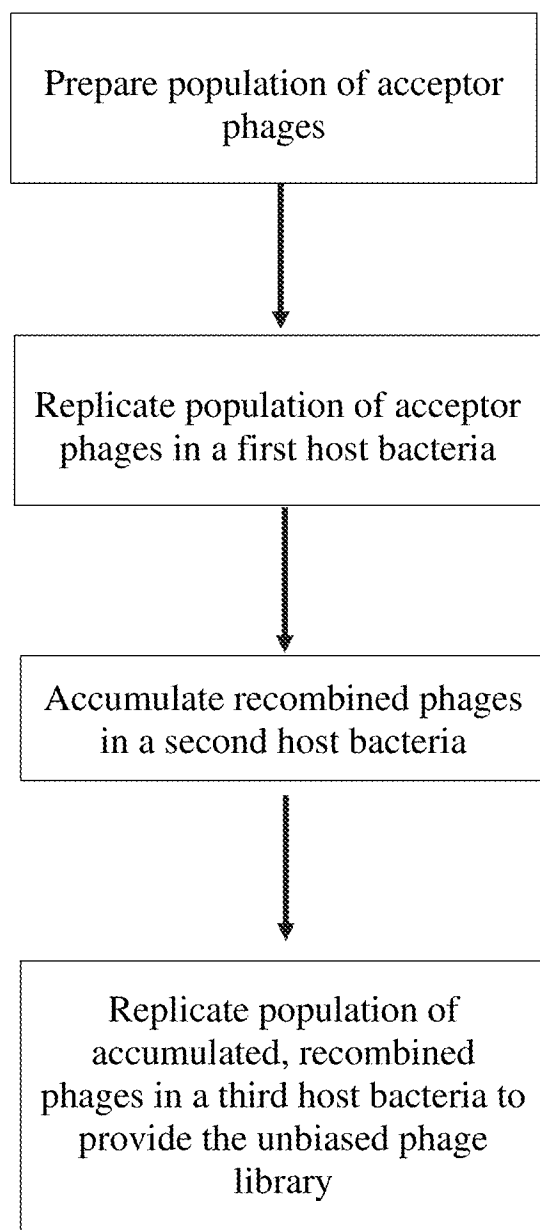 Prepare population of acceptor
phages
Replicate population of acceptor
phages in a first host bacteria
Accumulate recombined phages
in a second host bacteria
Replicate population of
accumulated, recombined
phages in a third host bacteria to
provide the unbiased phage
library